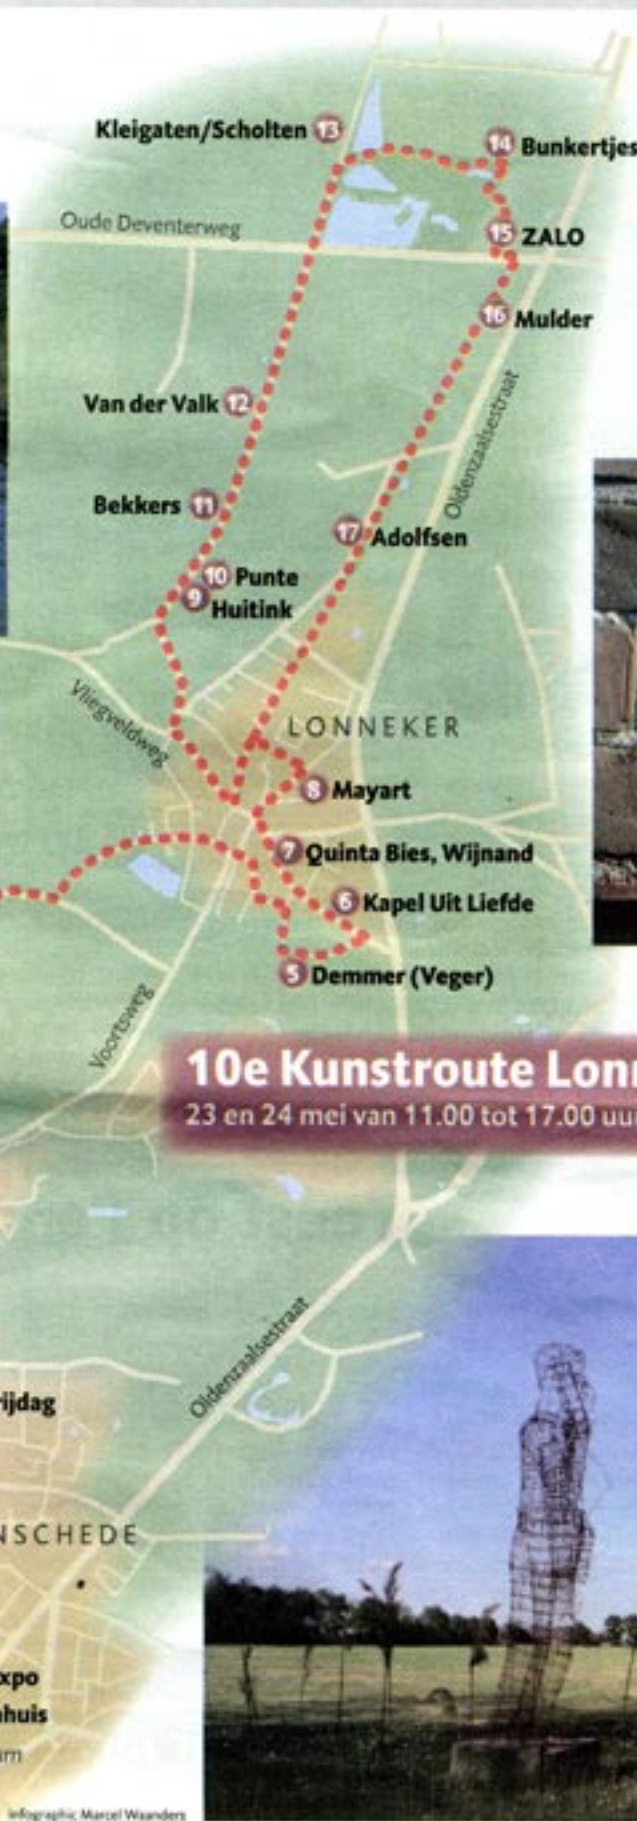 Kleigaten/Scholten 13
14 Bunkertjes
Oude Deventerweg
15 ZALO
16 Mulder
Van der Valk 12
Oldenzaalsestraat
Bekkers 11
17 Adolfsen
10 Punte
9 Huitink
Vliegveldweg
LONNEKER
8 Mayart
7 Quinta Bies, Wijnand
6 Kapel Uit Liefde
5 Demmer (Veger)
Voortsweg
10e Kunstroute Lonn
23 en 24 mei van 11.00 tot 17.00 uur
Oldenzaalsestraat
rijdag
NSCHEDE
xpo
huis
um
Infographic Marcel Waanders